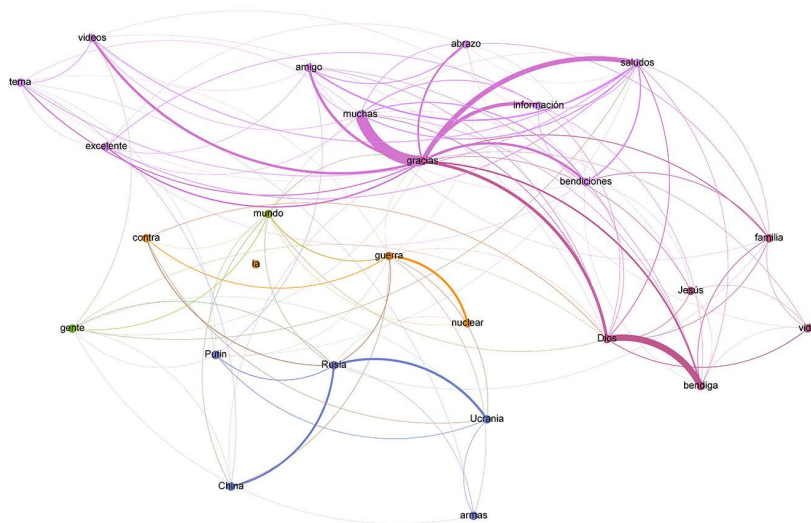 videos
abrazo
saludos
amigo
tema
información
muchas
excelente
gracias
bendiciones
mundo
contra
familia
guerra
la
Jesús
nuclear
gente
vid
Dios
Putin
Rusia
bendiga
Ucrania
China
armas